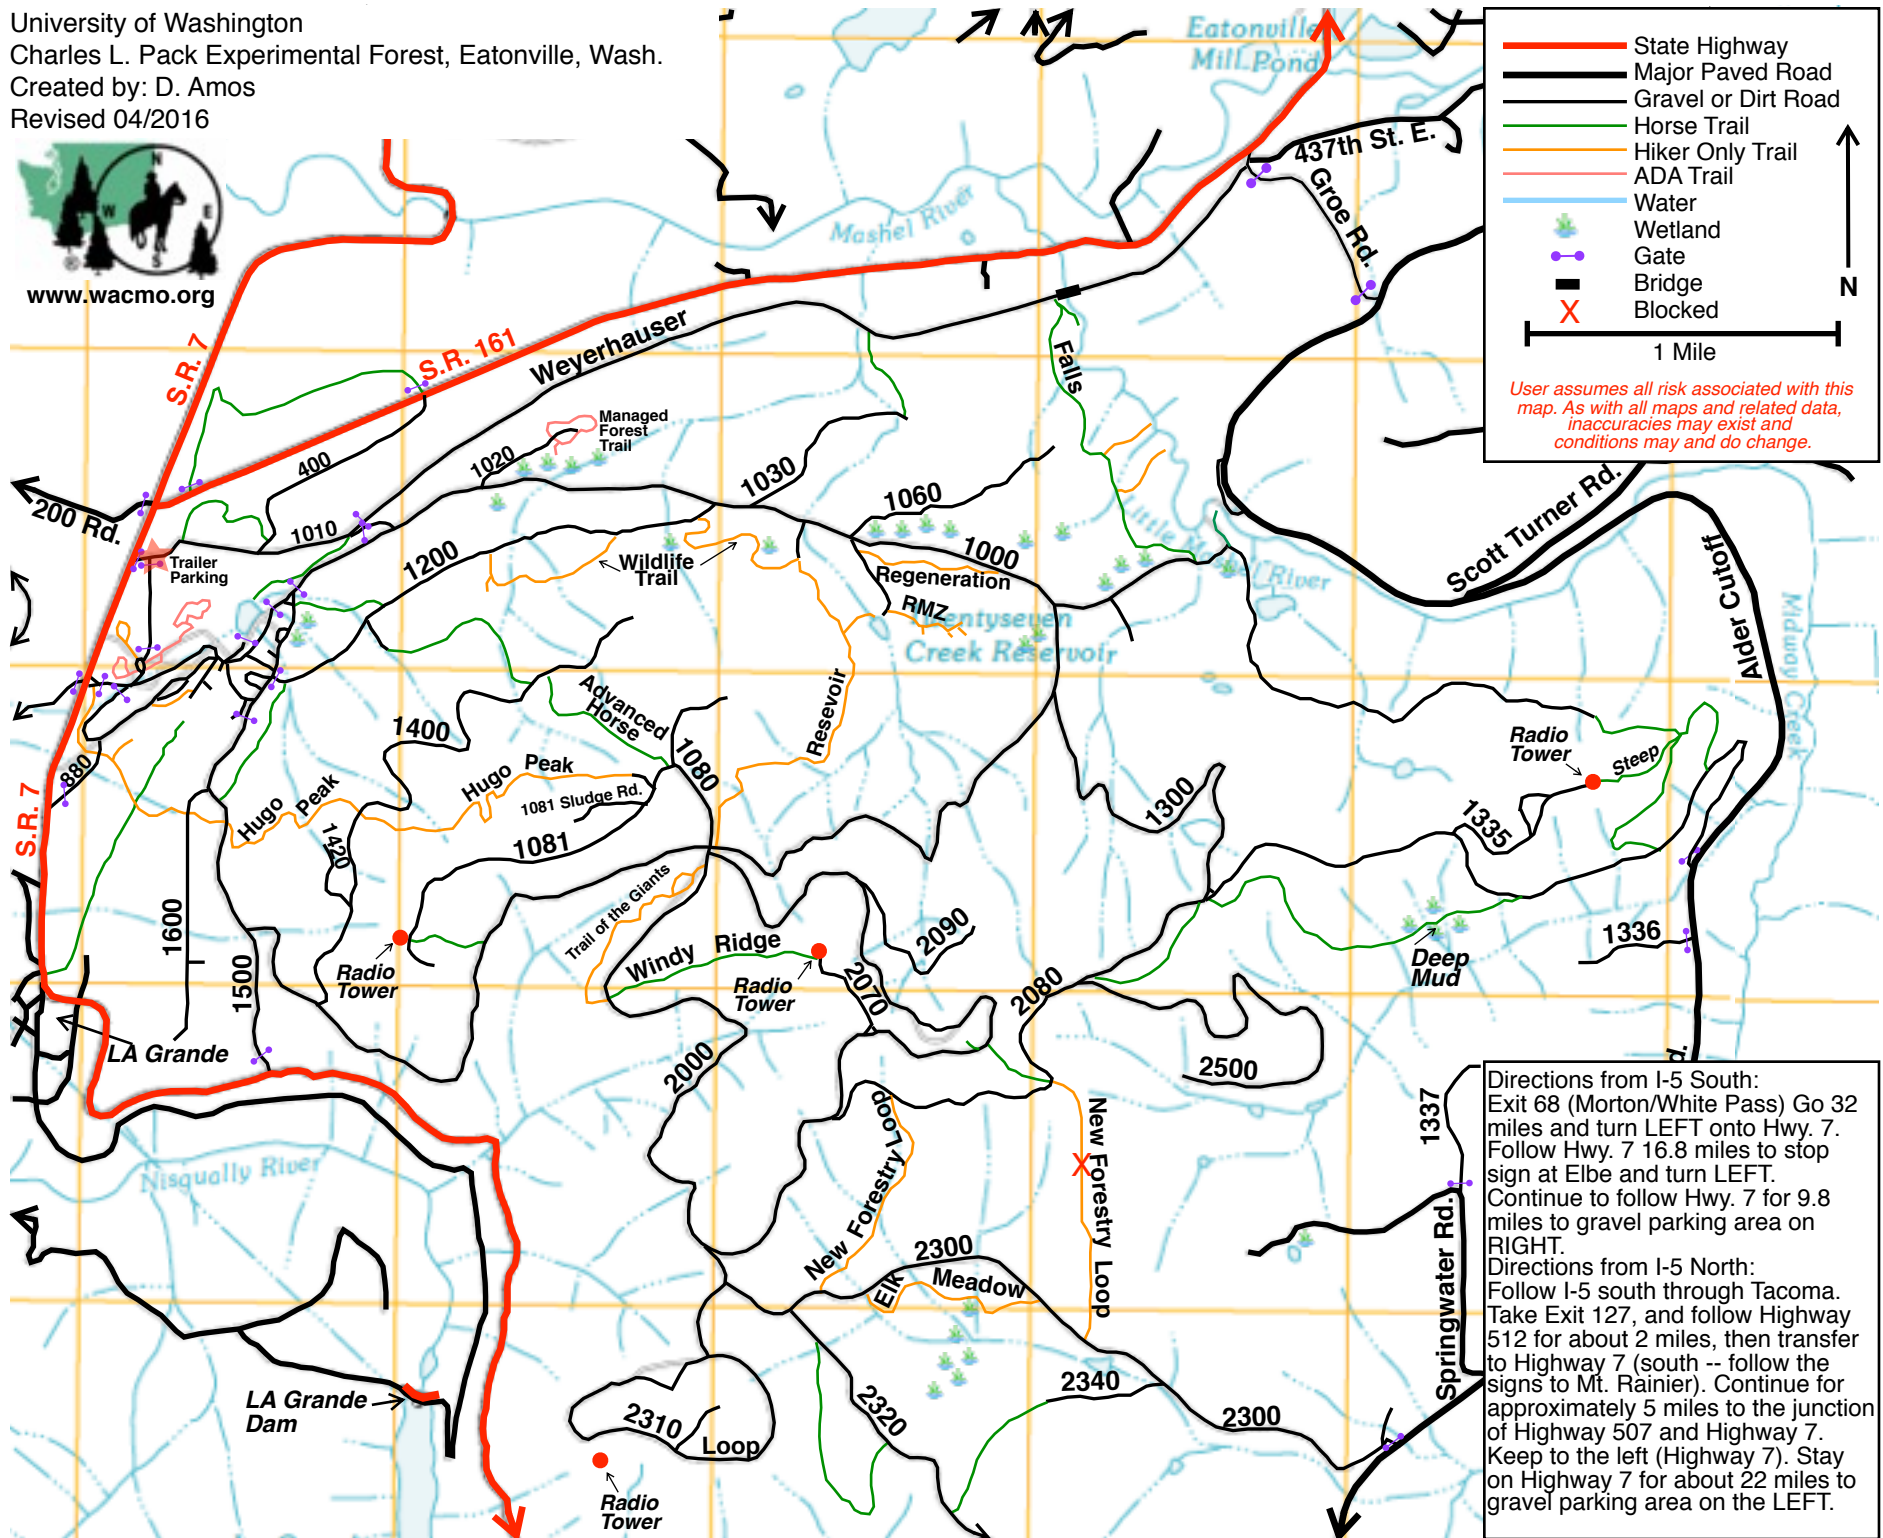 University of Washington
Charles L. Pack Experimental Forest, Eatonville, Wash.
Created by: D. Amos
Revised 04/2016
N
W
E
S
®
www.wacmo.org
State Highway
Major Paved Road
Gravel or Dirt Road
Horse Trail
Hiker Only Trail
ADA Trail
Water
Wetland
Gate
Bridge
X
Blocked
N
1 Mile
User assumes all risk associated with this
map. As with all maps and related data,
inaccuracies may exist and
conditions may and do change.
Eatonville
Mill Pond
437th St. E.
Groe Rd.
Mashel River
S.R. 7
S.R. 161
Weyerhauser
Falls
Managed
Forest
Trail
400
1020
1030
1060
200 Rd.
1010
1200
Trailer
Parking
Wildlife
Trail
1000
Regeneration
RMZ
Little Mashel River
Twentyseven
Creek Reservoir
Scott Turner Rd.
Alder Cutoff
Midway Creek
Advanced
Horse
1400
1080
Resevoir
Radio
Tower
Steep
880
Hugo
Peak
Hugo
Peak
1081 Sludge Rd.
1420
1081
1300
1335
S.R. 7
1600
1500
Trail of the Giants
Windy Ridge
Radio
Tower
Radio
Tower
2070
2090
2080
Deep
Mud
1336
LA Grande
2000
2500
d.
Nisqually River
New Forestry Loop
New Forestry Loop
X
1337
Springwater Rd.
2300
Elk
Meadow
LA Grande
Dam
2310
Loop
2320
2340
2300
Radio
Tower
Directions from I-5 South:
Exit 68 (Morton/White Pass) Go 32
miles and turn LEFT onto Hwy. 7.
Follow Hwy. 7 16.8 miles to stop
sign at Elbe and turn LEFT.
Continue to follow Hwy. 7 for 9.8
miles to gravel parking area on
RIGHT.
Directions from I-5 North:
Follow I-5 south through Tacoma.
Take Exit 127, and follow Highway
512 for about 2 miles, then transfer
to Highway 7 (south -- follow the
signs to Mt. Rainier). Continue for
approximately 5 miles to the junction
of Highway 507 and Highway 7.
Keep to the left (Highway 7). Stay
on Highway 7 for about 22 miles to
gravel parking area on the LEFT.